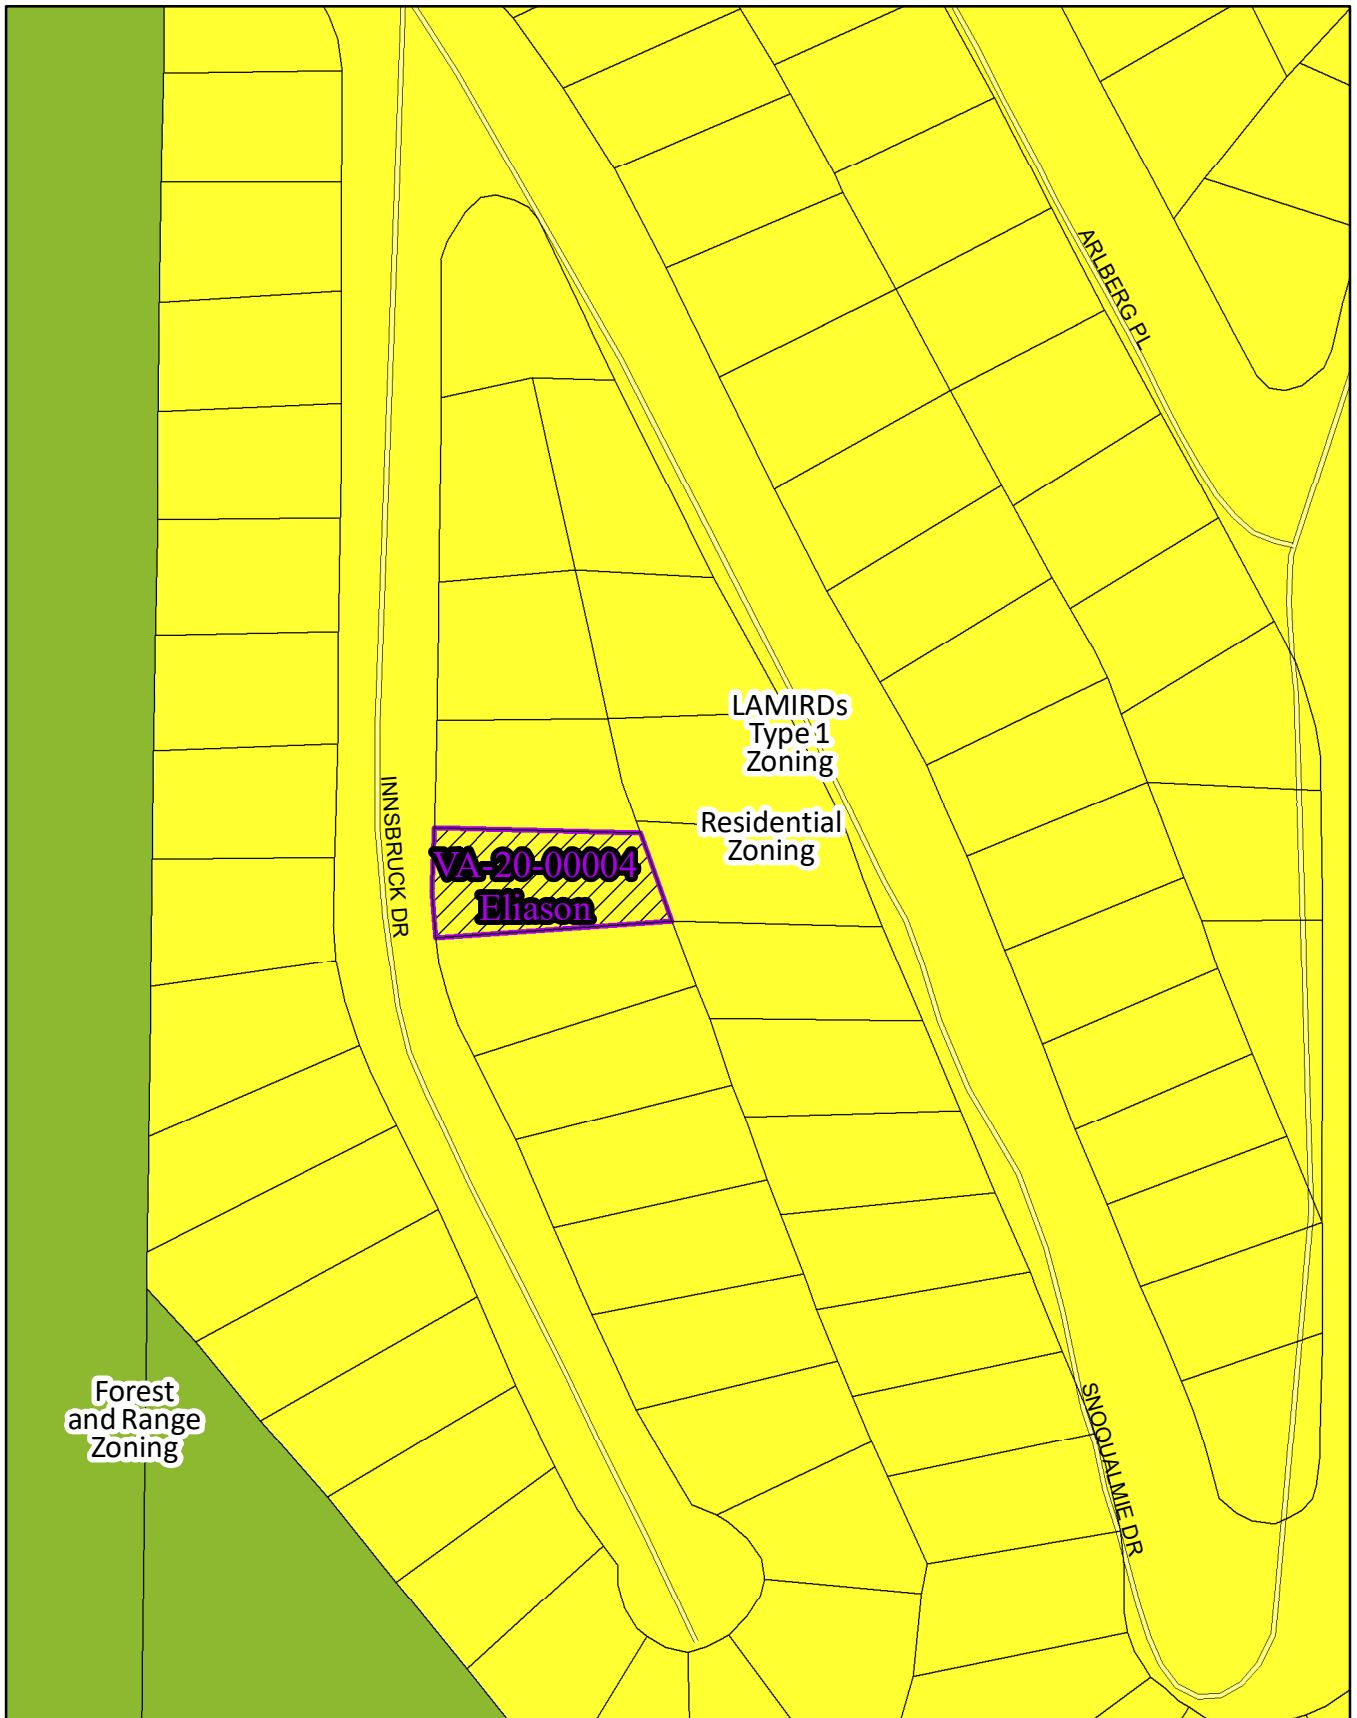 ARLBERG PL
LAMIRDs
Type 1
Zoning
Residential
Zoning
INNSBRUCK DR
VA-20-00004
Eliason
Forest
and Range
Zoning
SNOQUALMIE DR